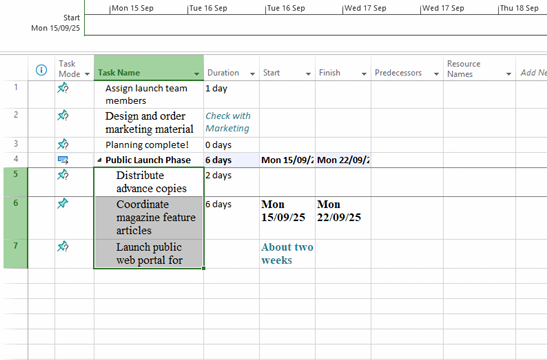 Mon 15 Sep Tue 16 Sep Tue 16 Sep Wed 17 Sep Wed 17 Sep Thu 18 Sep
Start
Mon 15/09/25
Task Mode Task Name Duration Start Finish Predecessors Resource Names Add Ne
1 Assign launch team 1 day
members
2 Design and order Check with
marketing material Marketing
3 Planning complete! 0 days
4 Public Launch Phase 6 days Mon 15/09/2 Mon 22/09/2
5 Distribute 2 days
advance copies
6 Coordinate 6 days Mon Mon
magazine feature 15/09/25 22/09/25
articles
7 Launch public About two
web portal for weeks